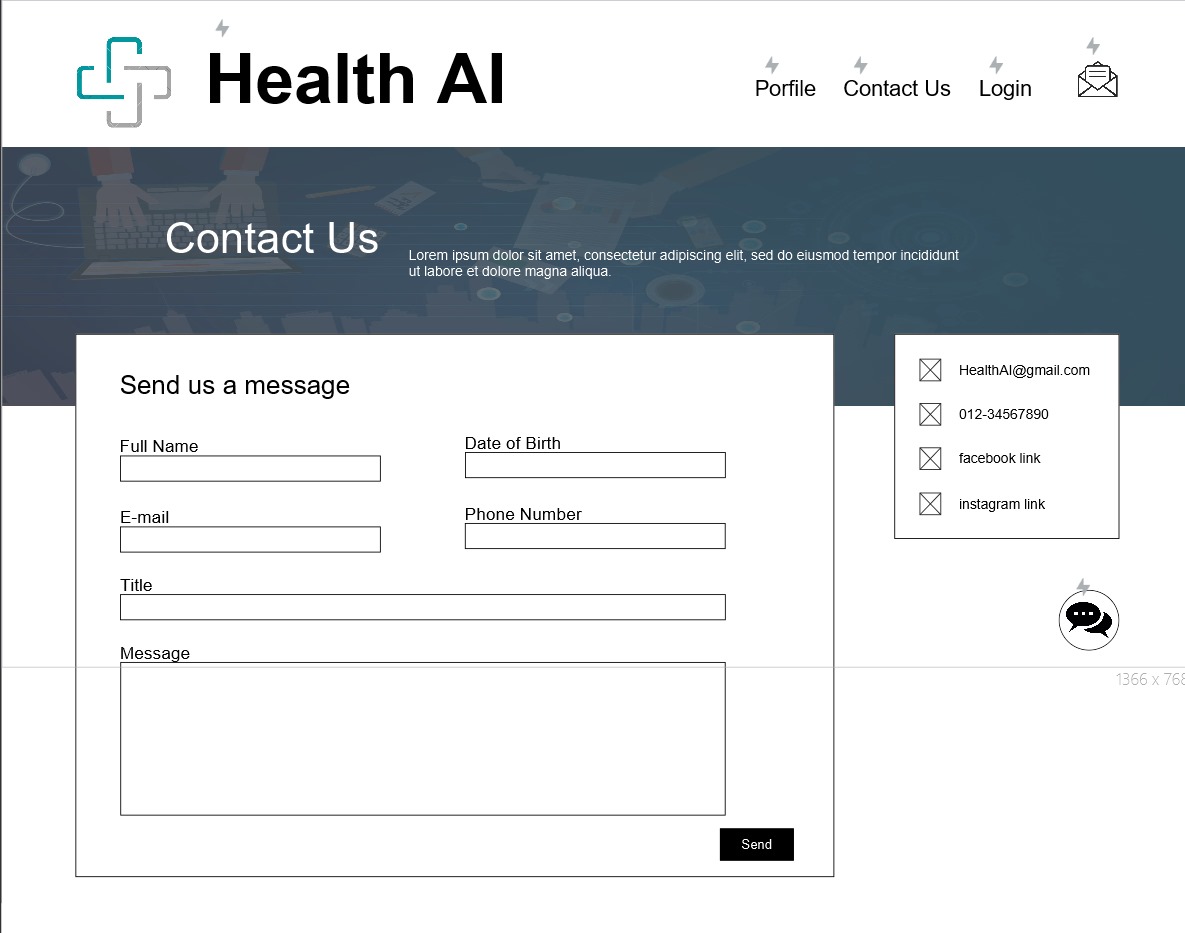 Health AI
Porfile
Contact Us
Login
Contact Us
Lorem ipsum dolor sit amet, consectetur adipiscing elit, sed do eiusmod tempor incididunt
ut labore et dolore magna aliqua.
Send us a message
Full Name
Date of Birth
E-mail
Phone Number
Title
Message
Send
HealthAI@gmail.com
012-34567890
facebook link
instagram link
1366 x 768